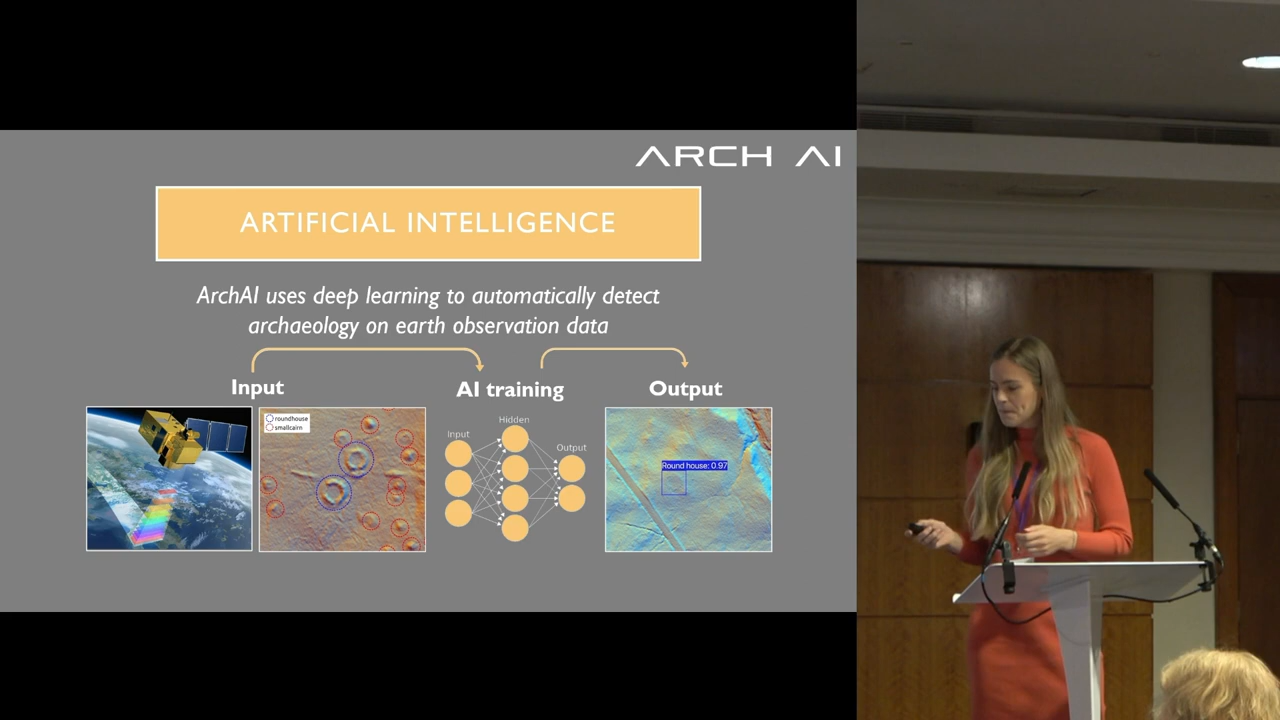 ARCH AI
ARTIFICIAL INTELLIGENCE
ArchAI uses deep learning to automatically detect
archaeology on earth observation data
Input
AI training
Output
roundhouse
smallcairn
Input
Hidden
Output
Round house: 0.97